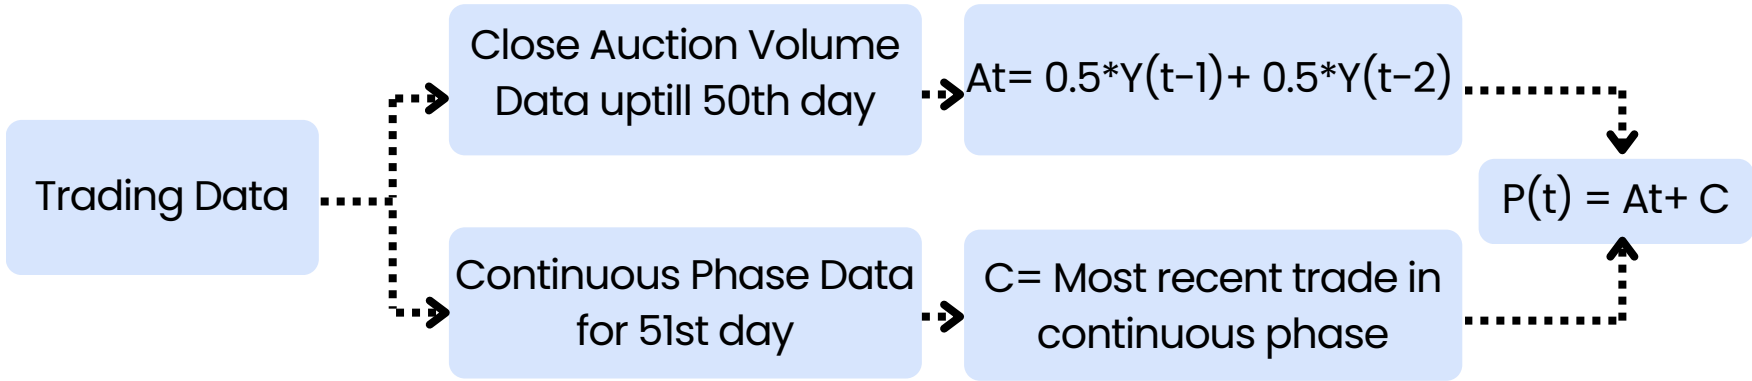 Trading Data
Close Auction Volume
Data uptill 50th day
At= 0.5*Y(t-1)+ 0.5*Y(t-2)
Continuous Phase Data
for 51st day
C= Most recent trade in
continuous phase
P(t) = At+ C